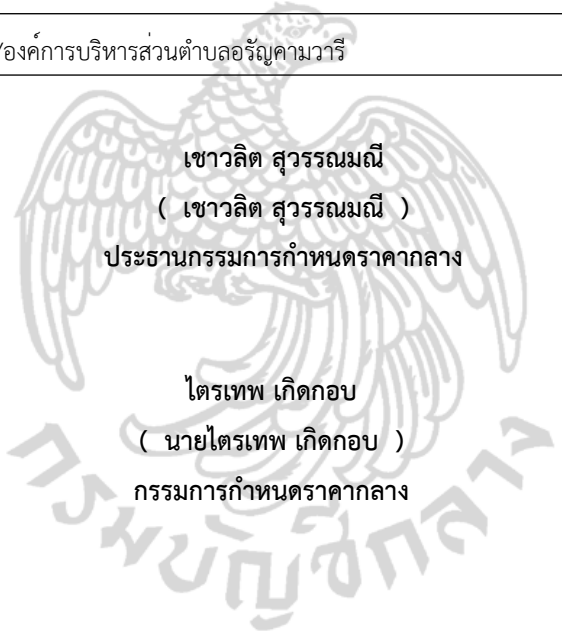 /องค์การบริหารส่วนตำบลอรัญคามวารี
เชาวลิต สุวรรณมณี
( เชาวลิต สุวรรณมณี )
ประธานกรรมการกำหนดราคากลาง
ไตรเทพ เกิดกอบ
( นายไตรเทพ เกิดกอบ )
กรรมการกำหนดราคากลาง
กรมบัญชีกลาง